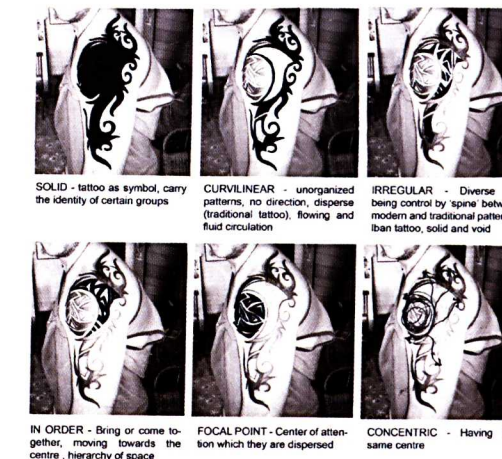 SOLID - tattoo as symbol, carry
the identity of certain groups
CURVILINEAR - unorganized
patterns, no direction, disperse
(traditional tattoo), flowing and
fluid circulation
IRREGULAR - Diverse
being control by 'spine' betw
modern and traditional patte
Iban tattoo, solid and void
IN ORDER - Bring or come to-
gether, moving towards the
centre , hierarchy of space
FOCAL POINT - Center of atten-
tion which they are dispersed
CONCENTRIC - Having
same centre